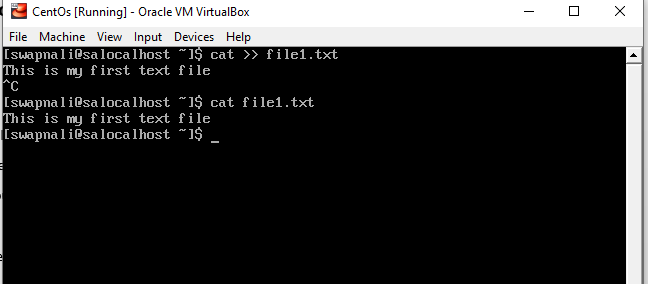 CentOs [Running] - Oracle VM VirtualBox
File Machine View Input Devices Help
[swapnali@salocalhost ~]$ cat >> file1.txt
This is my first text file
^C
[swapnali@salocalhost ~]$ cat file1.txt
This is my first text file
[swapnali@salocalhost ~]$ _